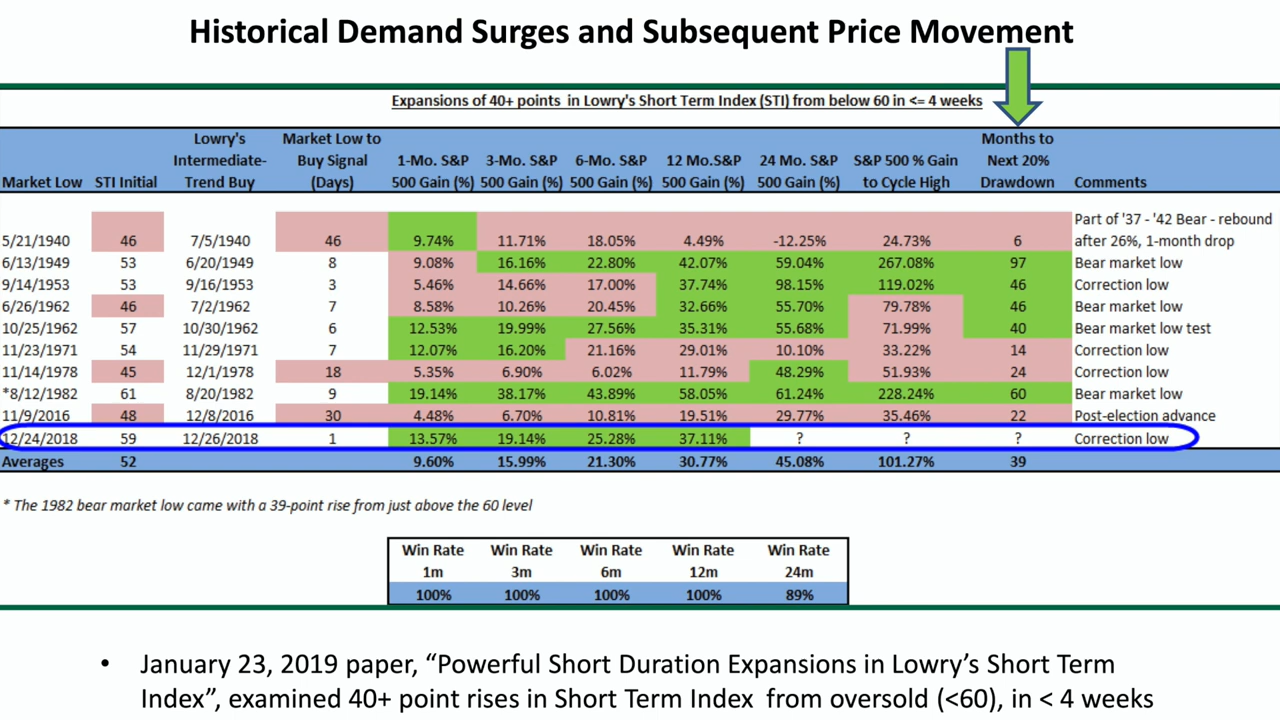 Historical Demand Surges and Subsequent Price Movement
Expansions of 40+ points in Lowry's Short Term Index (STI) from below 60 in <= 4 weeks
Market Low STI Initial Lowry's Intermediate-Trend Buy Market Low to Buy Signal (Days) 1-Mo. S&P 500 Gain (%) 3-Mo. S&P 500 Gain (%) 6-Mo. S&P 500 Gain (%) 12 Mo.S&P 500 Gain (%) 24 Mo. S&P 500 Gain (%) S&P 500 % Gain to Cycle High Months to Next 20% Drawdown Comments
5/21/1940 46 7/5/1940 46 9.74% 11.71% 18.05% 4.49% -12.25% 24.73% 6 Part of '37 - '42 Bear - rebound after 26%, 1-month drop
6/13/1949 53 6/20/1949 8 9.08% 16.16% 22.80% 42.07% 59.04% 267.08% 97 Bear market low
9/14/1953 53 9/16/1953 3 5.46% 14.66% 17.00% 37.74% 98.15% 119.02% 46 Correction low
6/26/1962 46 7/2/1962 7 8.58% 10.26% 20.45% 32.66% 55.70% 79.78% 46 Bear market low
10/25/1962 57 10/30/1962 6 12.53% 19.99% 27.56% 35.31% 55.68% 71.99% 40 Bear market low test
11/23/1971 54 11/29/1971 7 12.07% 16.20% 21.16% 29.01% 10.10% 33.22% 14 Correction low
11/14/1978 45 12/1/1978 18 5.35% 6.90% 6.02% 11.79% 48.29% 51.93% 24 Correction low
*8/12/1982 61 8/20/1982 9 19.14% 38.17% 43.89% 58.05% 61.24% 228.24% 60 Bear market low
11/9/2016 48 12/8/2016 30 4.48% 6.70% 10.81% 19.51% 29.77% 35.46% 22 Post-election advance
12/24/2018 59 12/26/2018 1 13.57% 19.14% 25.28% 37.11% ? ? ? Correction low
Averages 52 9.60% 15.99% 21.30% 30.77% 45.08% 101.27% 39
* The 1982 bear market low came with a 39-point rise from just above the 60 level
Win Rate Win Rate Win Rate Win Rate Win Rate
1m 3m 6m 12m 24m
100% 100% 100% 100% 89%
• January 23, 2019 paper, “Powerful Short Duration Expansions in Lowry’s Short Term
Index”, examined 40+ point rises in Short Term Index from oversold (<60), in < 4 weeks